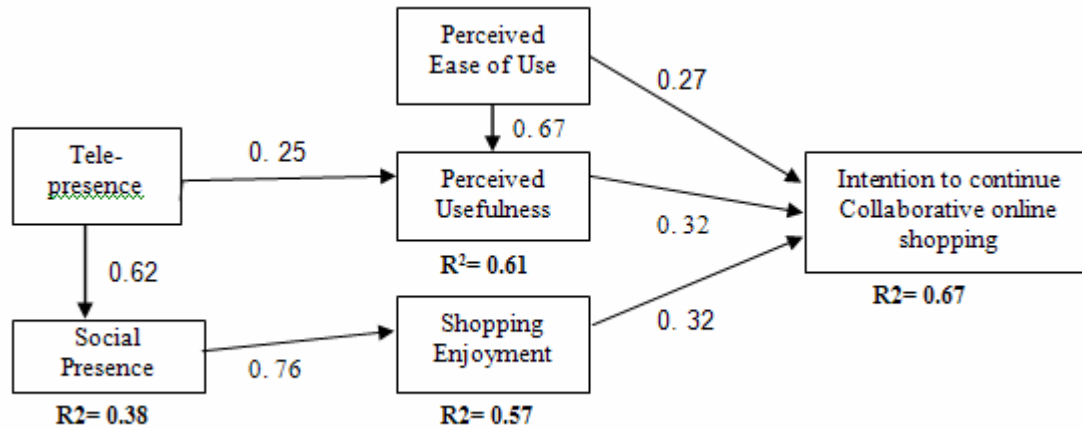 Perceived
Ease of Use
0.27
0. 67
Tele-
presence
0. 25
Perceived
Usefulness
Intention to continue
Collaborative online
shopping
0.32
R²= 0.61
R2= 0.67
0.62
Social
Presence
0. 76
Shopping
Enjoyment
0. 32
R2= 0.38
R2= 0.57